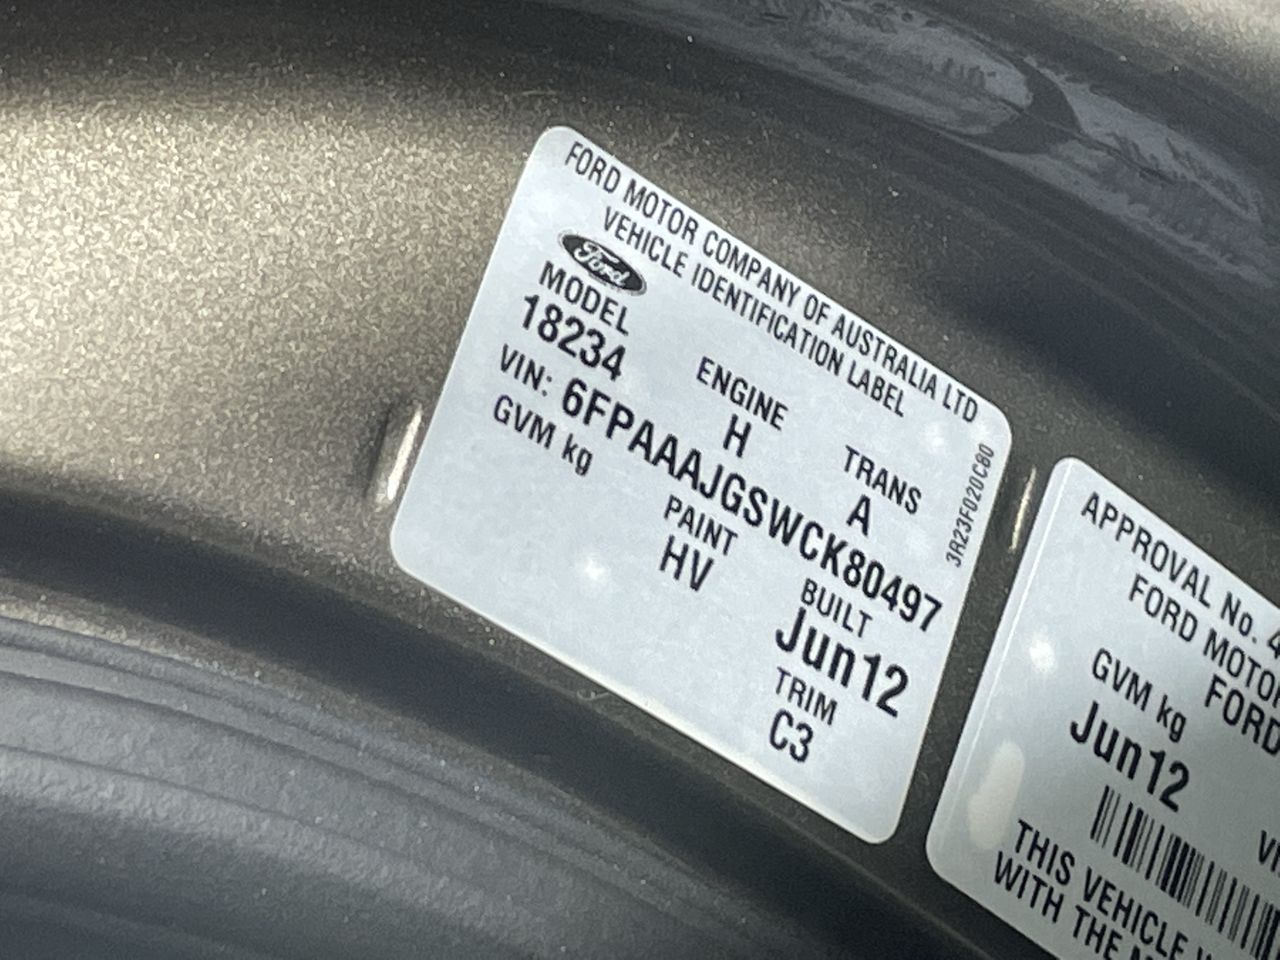 FORD MOTOR COMPANY OF AUSTRALIA LTD
VEHICLE IDENTIFICATION LABEL
Ford
MODEL ENGINE TRANS
18234 H A
VIN: 6FPAAAJGSWCK80497
GVM kg PAINT BUILT
HV Jun12
TRIM
C3
3R23F020C80
APPROVAL No. 4
FORD MOTOR
FORD
GVM kg
Jun12
THIS VEHICLE
WITH THE